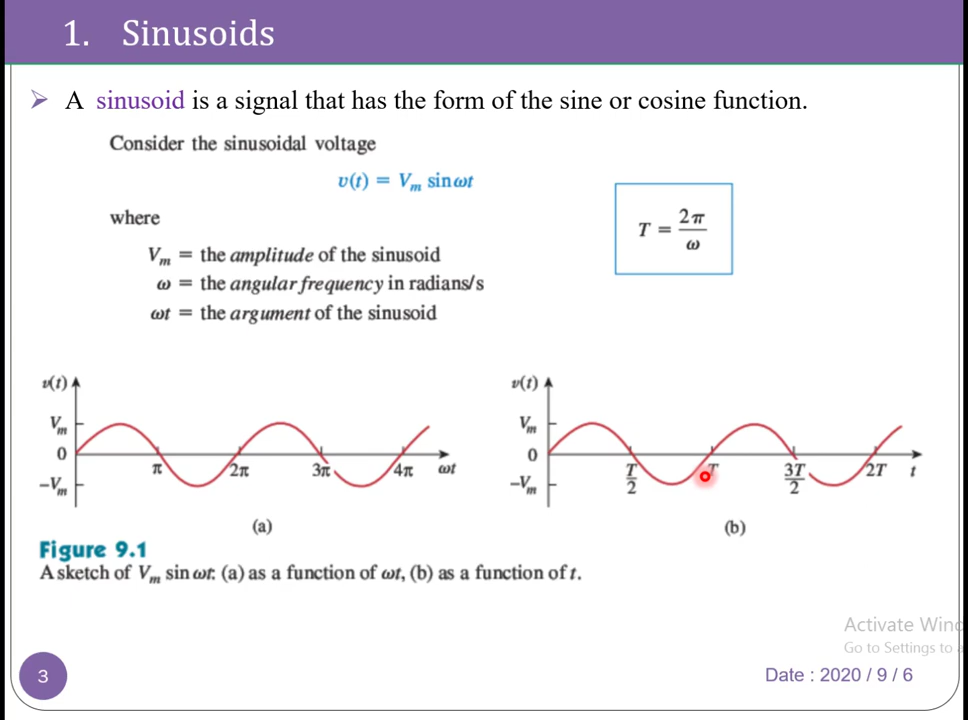 1. Sinusoids
➢ A sinusoid is a signal that has the form of the sine or cosine function.
Consider the sinusoidal voltage
v(t) = Vₘ sin ωt
T = 2π/ω
where
Vₘ = the amplitude of the sinusoid
ω = the angular frequency in radians/s
ωt = the argument of the sinusoid
v(t)
Vₘ
0
−Vₘ
π 2π 3π 4π ωt
(a)
v(t)
Vₘ
0
−Vₘ
T/2 T 3T/2 2T t
(b)
Figure 9.1
A sketch of Vₘ sin ωt: (a) as a function of ωt, (b) as a function of t.
Activate Wind
Go to Settings to a
3
Date : 2020 / 9 / 6